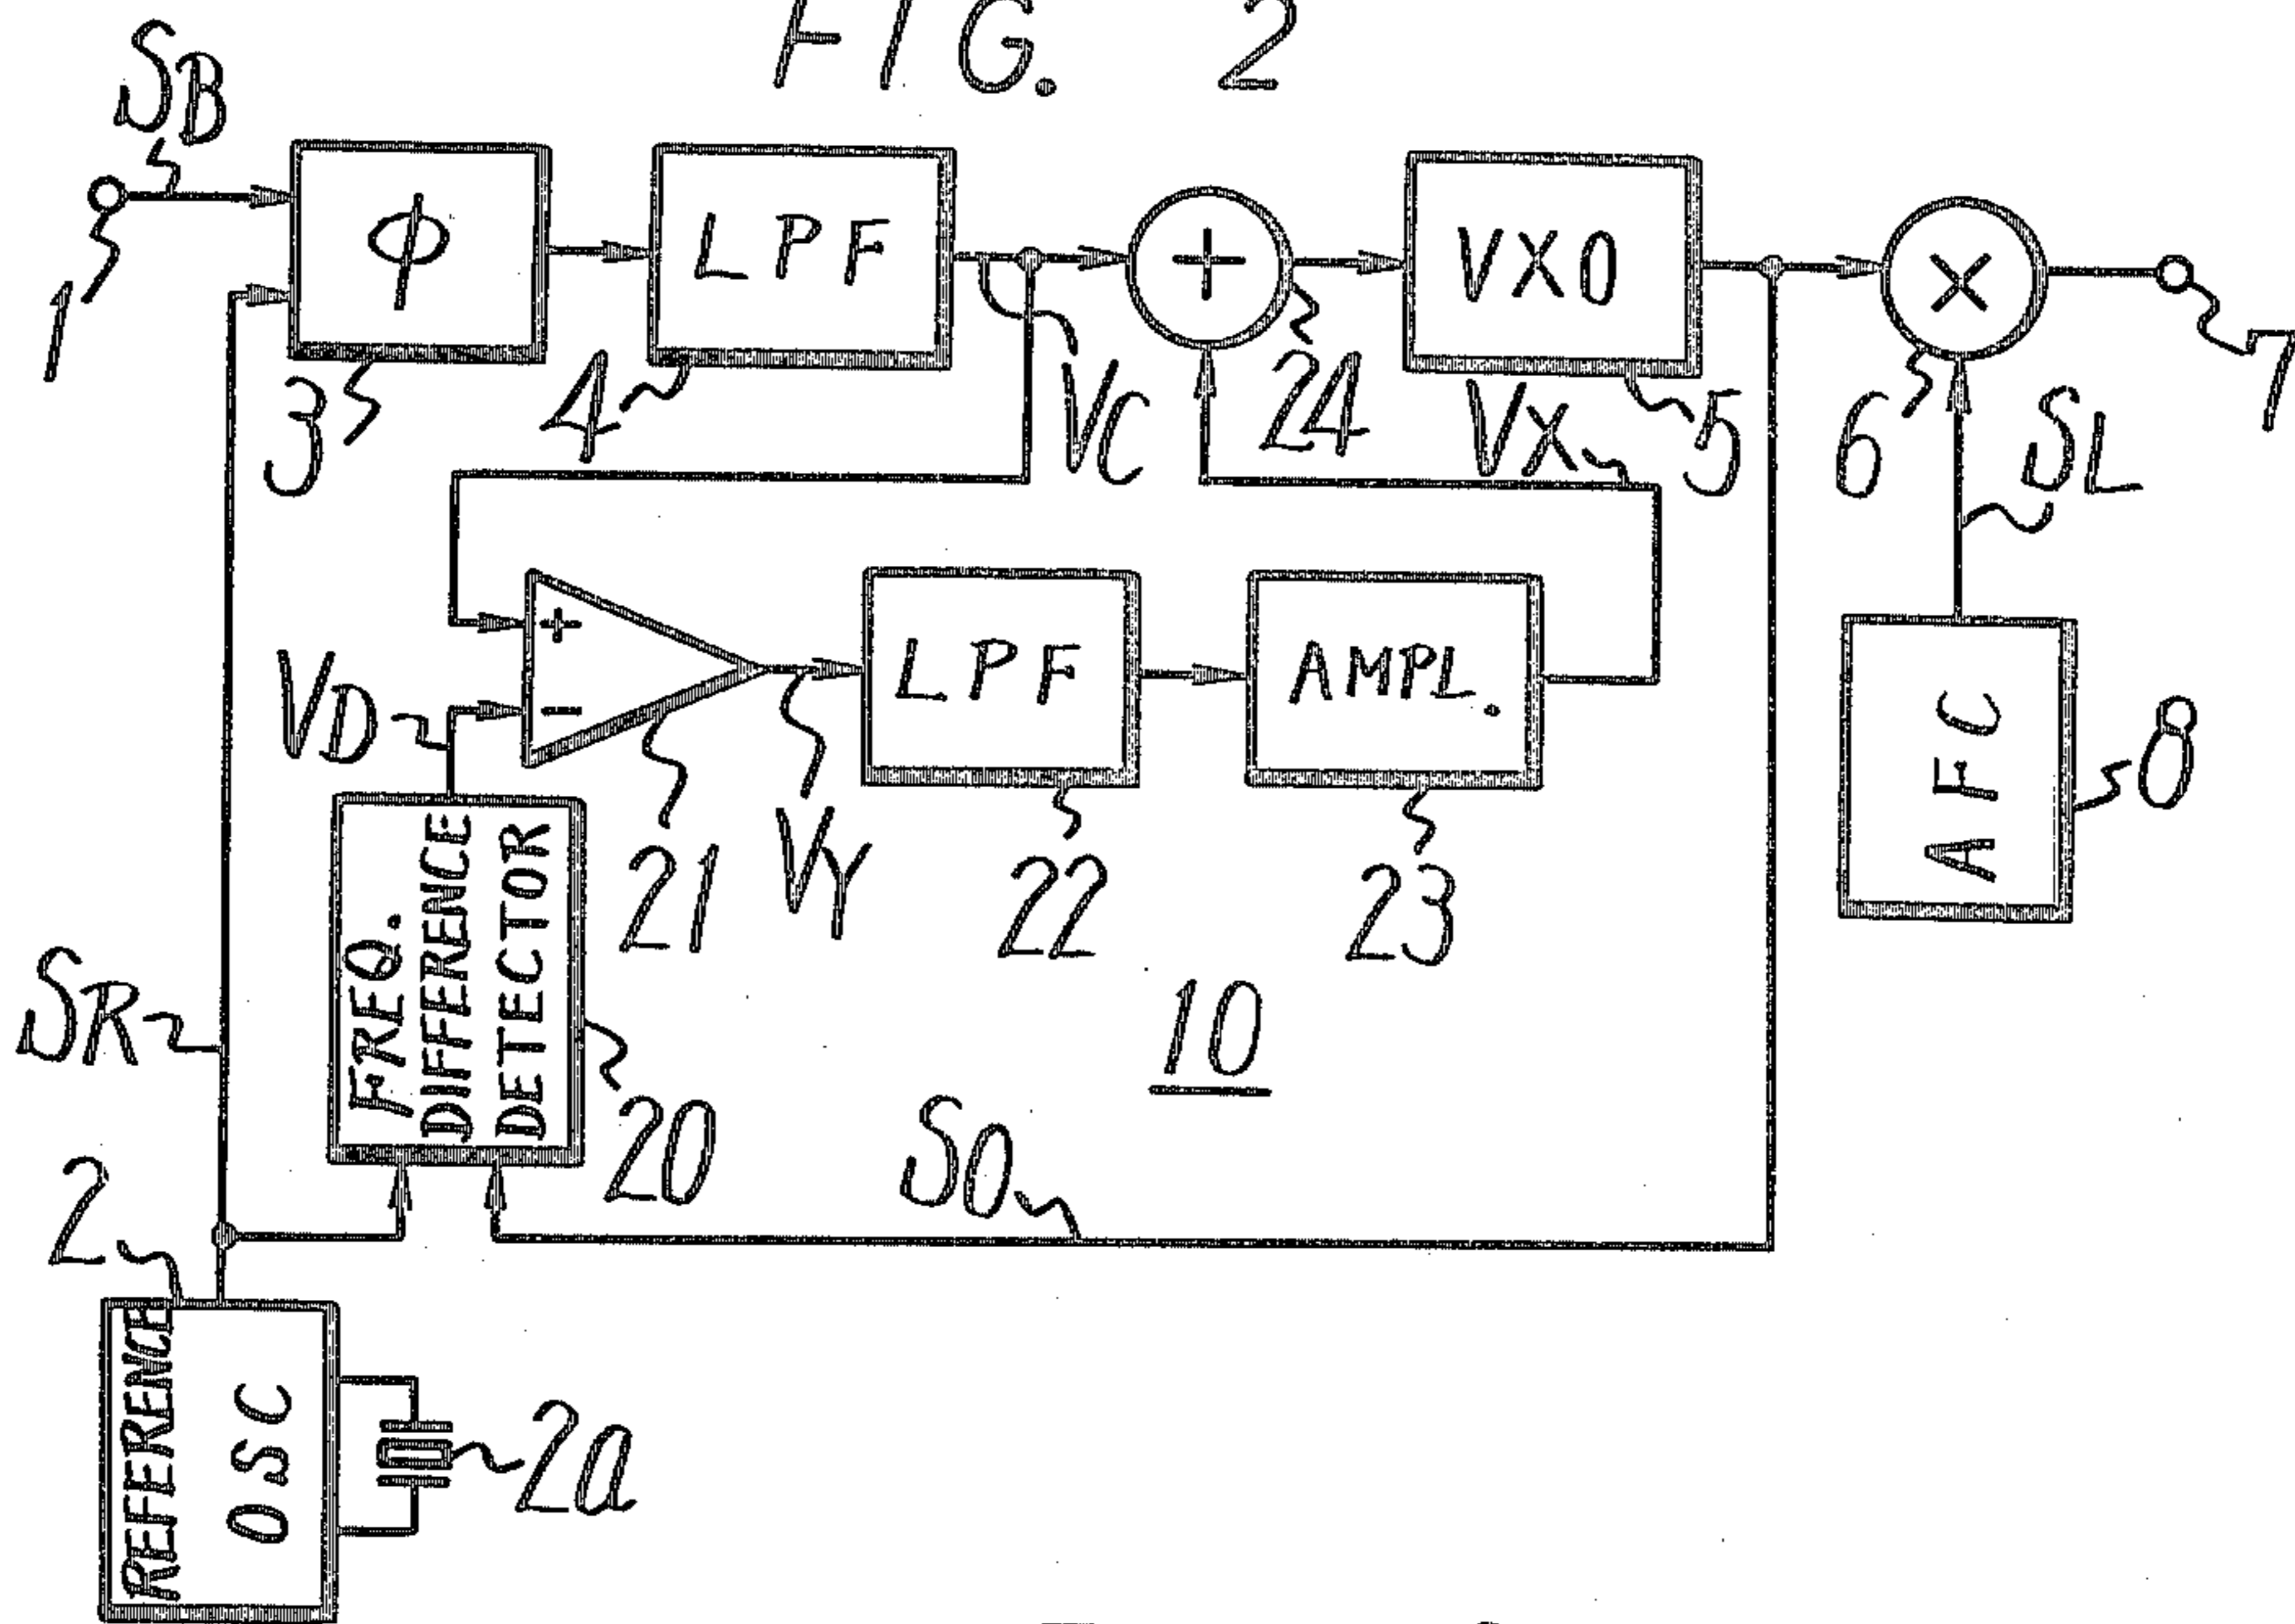 FIG. 2
SB
1
ϕ
3
LPF
4
VC
+
24
VXO
5
VX
×
6
7
SL
AFC
8
+
−
VD
21
VY
LPF
22
AMPL.
23
FREQ.
DIFFERENCE
DETECTOR
20
SR
10
SO
2
REFERENCE
OSC
2a